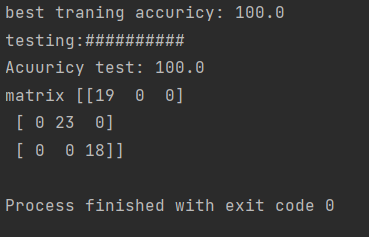 best traning accuricy: 100.0
testing:##########
Acuuricy test: 100.0
matrix [[19  0  0]
 [ 0 23  0]
 [ 0  0 18]]
Process finished with exit code 0